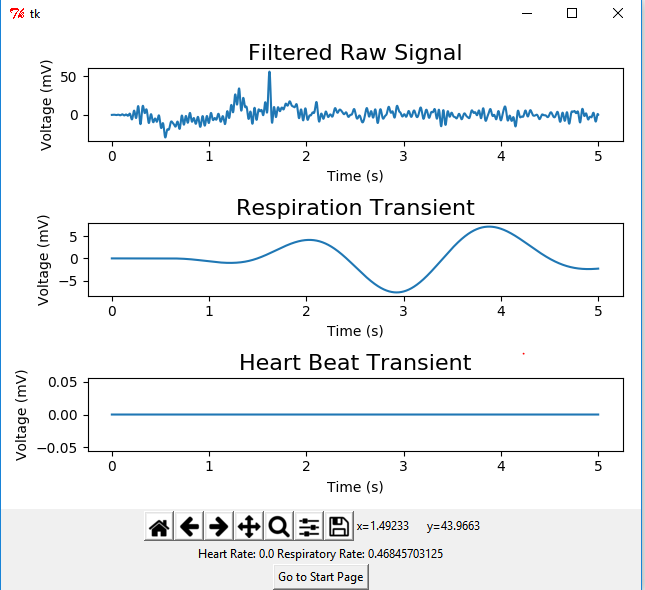 tk
Filtered Raw Signal
Voltage (mV)
50
0
0 1 2 3 4 5
Time (s)
Respiration Transient
Voltage (mV)
5
0
−5
0 1 2 3 4 5
Time (s)
Heart Beat Transient
Voltage (mV)
0.05
0.00
−0.05
0 1 2 3 4 5
Time (s)
x=1.49233 y=43.9663
Heart Rate: 0.0 Respiratory Rate: 0.46845703125
Go to Start Page